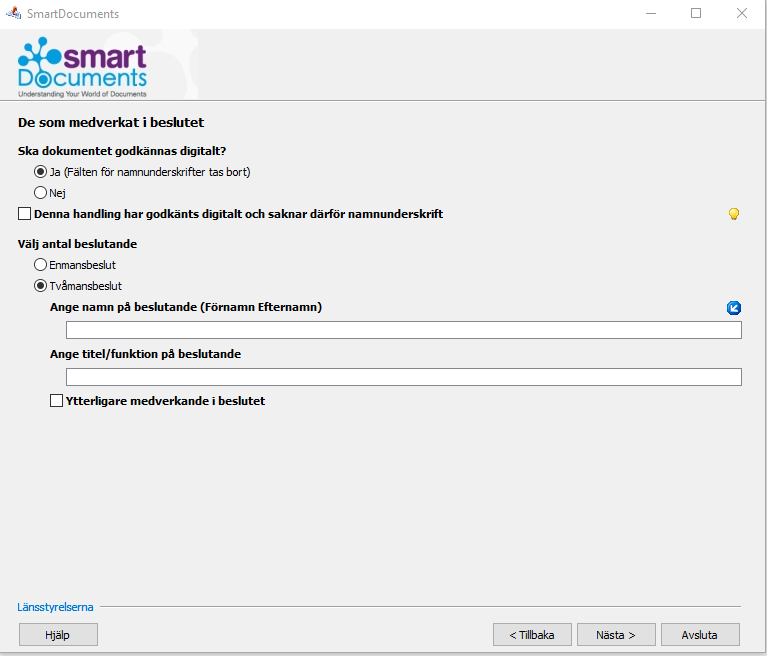 SmartDocuments
smart
Documents
Understanding Your World of Documents
De som medverkat i beslutet
Ska dokumentet godkännas digitalt?
Ja (Fälten för namnunderskrifter tas bort)
Nej
Denna handling har godkänts digitalt och saknar därför namnunderskrift
Välj antal beslutande
Enmansbeslut
Tvåmansbeslut
Ange namn på beslutande (Förnamn Efternamn)
Ange titel/funktion på beslutande
Ytterligare medverkande i beslutet
Länsstyrelserna
Hjälp < Tillbaka Nästa > Avsluta